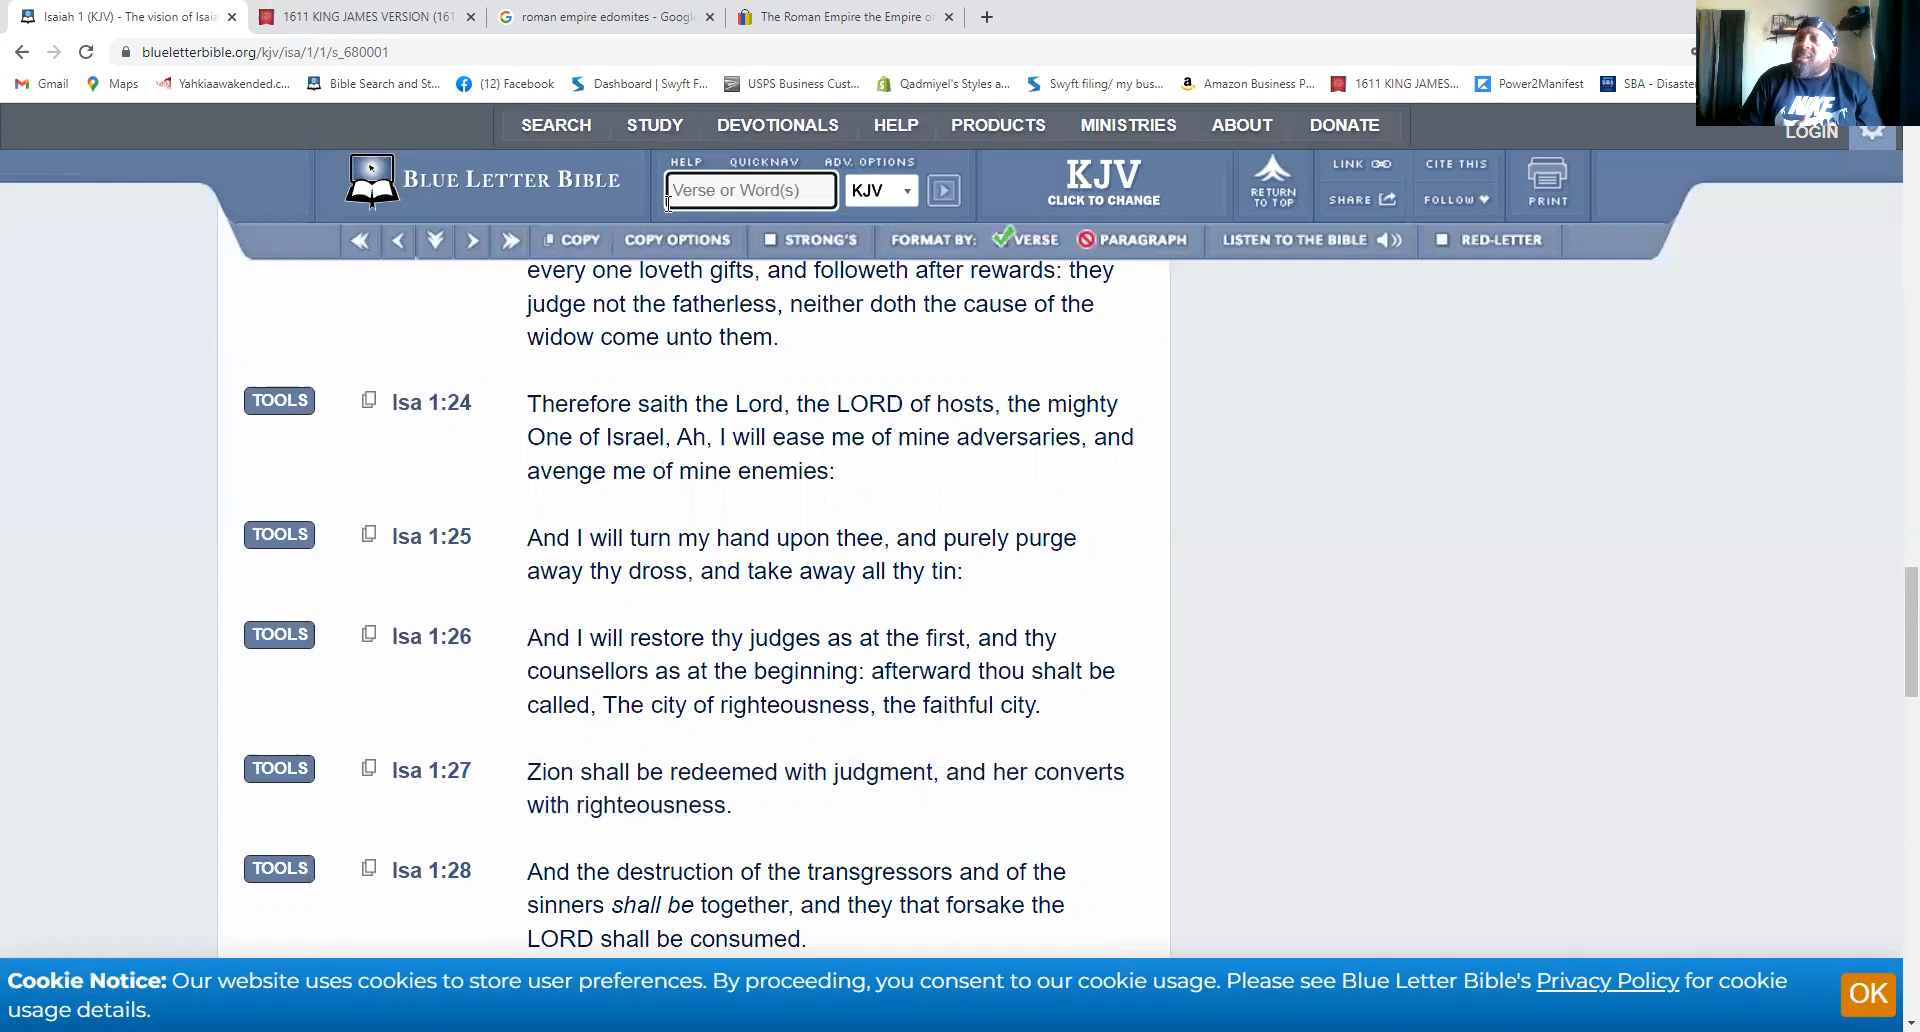 Isaiah 1 (KJV) - The vision of Isaia
1611 KING JAMES VERSION (161
roman empire edomites - Googl
The Roman Empire the Empire o
blueletterbible.org/kjv/isa/1/1/s_680001
Gmail
Maps
Yahkiaawakended.c...
Bible Search and St...
(12) Facebook
Dashboard | Swyft F...
USPS Business Cust...
Qadmiyel's Styles a...
Swyft filing/ my bus...
Amazon Business P...
1611 KING JAMES...
Power2Manifest
SBA - Disaste
SEARCH
STUDY
DEVOTIONALS
HELP
PRODUCTS
MINISTRIES
ABOUT
DONATE
LOGIN
NIKE
BLUE LETTER BIBLE
HELP
QUICKNAV
ADV. OPTIONS
Verse or Word(s)
KJV
KJV
CLICK TO CHANGE
RETURN
TO TOP
LINK
CITE THIS
SHARE
FOLLOW
PRINT
COPY
COPY OPTIONS
STRONG'S
FORMAT BY:
VERSE
PARAGRAPH
LISTEN TO THE BIBLE
RED-LETTER
every one loveth gifts, and followeth after rewards: they
judge not the fatherless, neither doth the cause of the
widow come unto them.
TOOLS
Isa 1:24
Therefore saith the Lord, the LORD of hosts, the mighty
One of Israel, Ah, I will ease me of mine adversaries, and
avenge me of mine enemies:
TOOLS
Isa 1:25
And I will turn my hand upon thee, and purely purge
away thy dross, and take away all thy tin:
TOOLS
Isa 1:26
And I will restore thy judges as at the first, and thy
counsellors as at the beginning: afterward thou shalt be
called, The city of righteousness, the faithful city.
TOOLS
Isa 1:27
Zion shall be redeemed with judgment, and her converts
with righteousness.
TOOLS
Isa 1:28
And the destruction of the transgressors and of the
sinners shall be together, and they that forsake the
LORD shall be consumed.
Cookie Notice: Our website uses cookies to store user preferences. By proceeding, you consent to our cookie usage. Please see Blue Letter Bible's Privacy Policy for cookie
usage details.
OK